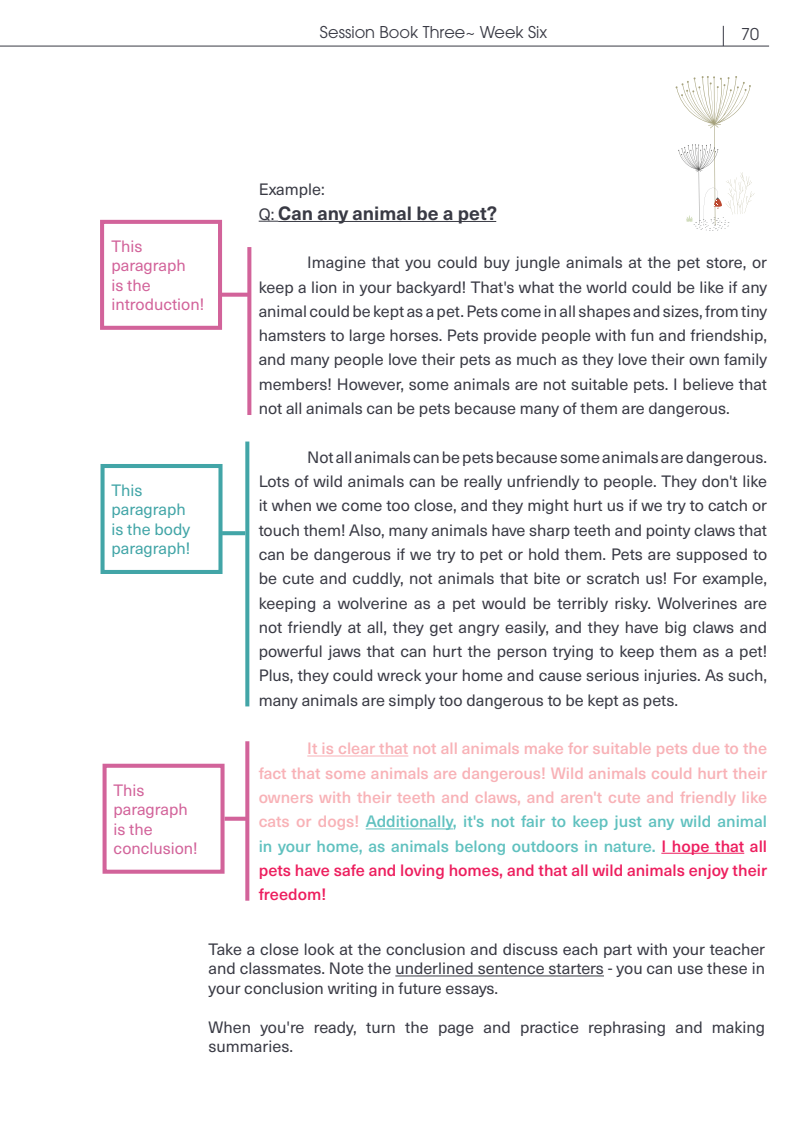 Session Book Three~ Week Six
70
Example:
Q: Can any animal be a pet?
This
paragraph
is the
introduction!
Imagine that you could buy jungle animals at the pet store, or
keep a lion in your backyard! That's what the world could be like if any
animal could be kept as a pet. Pets come in all shapes and sizes, from tiny
hamsters to large horses. Pets provide people with fun and friendship,
and many people love their pets as much as they love their own family
members! However, some animals are not suitable pets. I believe that
not all animals can be pets because many of them are dangerous.
This
paragraph
is the body
paragraph!
Not all animals can be pets because some animals are dangerous.
Lots of wild animals can be really unfriendly to people. They don't like
it when we come too close, and they might hurt us if we try to catch or
touch them! Also, many animals have sharp teeth and pointy claws that
can be dangerous if we try to pet or hold them. Pets are supposed to
be cute and cuddly, not animals that bite or scratch us! For example,
keeping a wolverine as a pet would be terribly risky. Wolverines are
not friendly at all, they get angry easily, and they have big claws and
powerful jaws that can hurt the person trying to keep them as a pet!
Plus, they could wreck your home and cause serious injuries. As such,
many animals are simply too dangerous to be kept as pets.
This
paragraph
is the
conclusion!
It is clear that not all animals make for suitable pets due to the
fact that some animals are dangerous! Wild animals could hurt their
owners with their teeth and claws, and aren't cute and friendly like
cats or dogs! Additionally, it's not fair to keep just any wild animal
in your home, as animals belong outdoors in nature. I hope that all
pets have safe and loving homes, and that all wild animals enjoy their
freedom!
Take a close look at the conclusion and discuss each part with your teacher
and classmates. Note the underlined sentence starters - you can use these in
your conclusion writing in future essays.
When you're ready, turn the page and practice rephrasing and making
summaries.